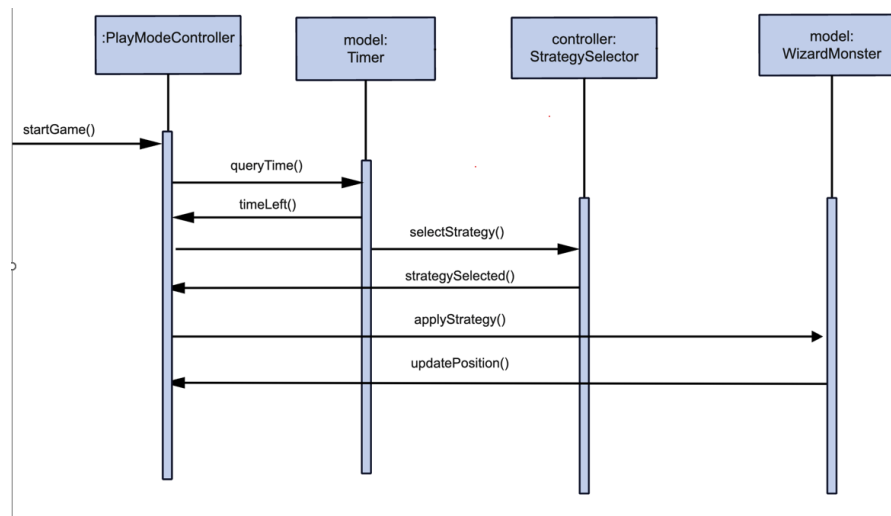 :PlayModeController
model:
Timer
controller:
StrategySelector
model:
WizardMonster
startGame()
queryTime()
timeLeft()
selectStrategy()
strategySelected()
applyStrategy()
updatePosition()